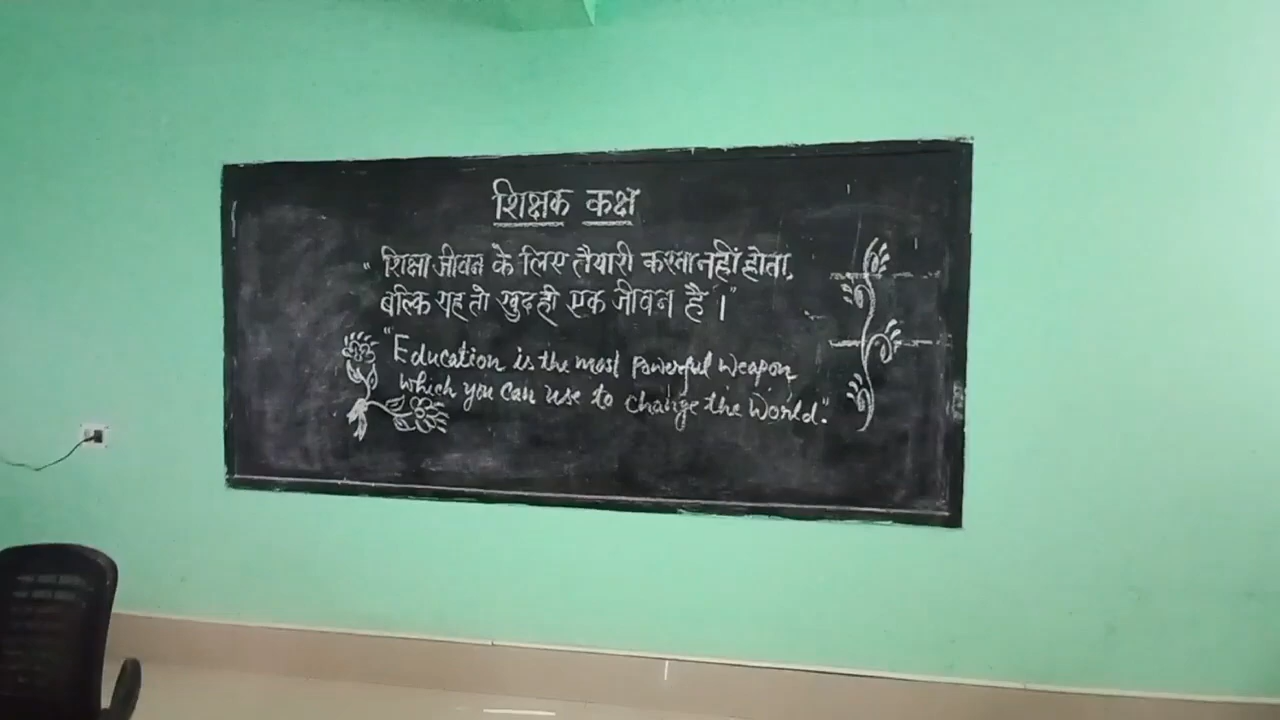 शिक्षक कक्ष
"शिक्षा जीवन के लिए तैयारी करना नहीं होता,
बल्कि यह तो खुद ही एक जीवन है।"
"Education is the most Powerful Weapon
which you can use to change the World."